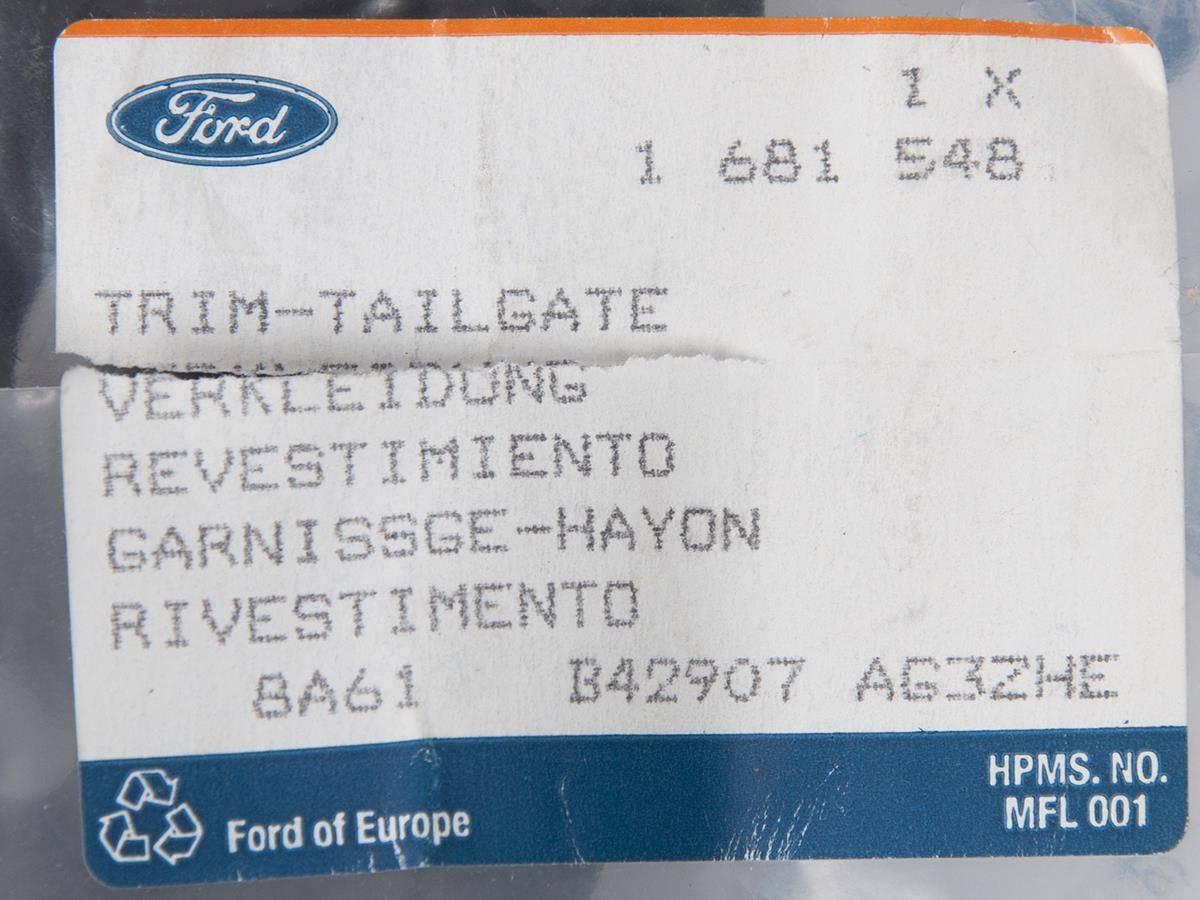 Ford
1 X
1 681 548
TRIM-TAILGATE
VERKLEIDUNG
REVESTIMIENTO
GARNISSGE-HAYON
RIVESTIMENTO
8A61 B42907 AG3ZHE
Ford of Europe
HPMS. NO.
MFL 001